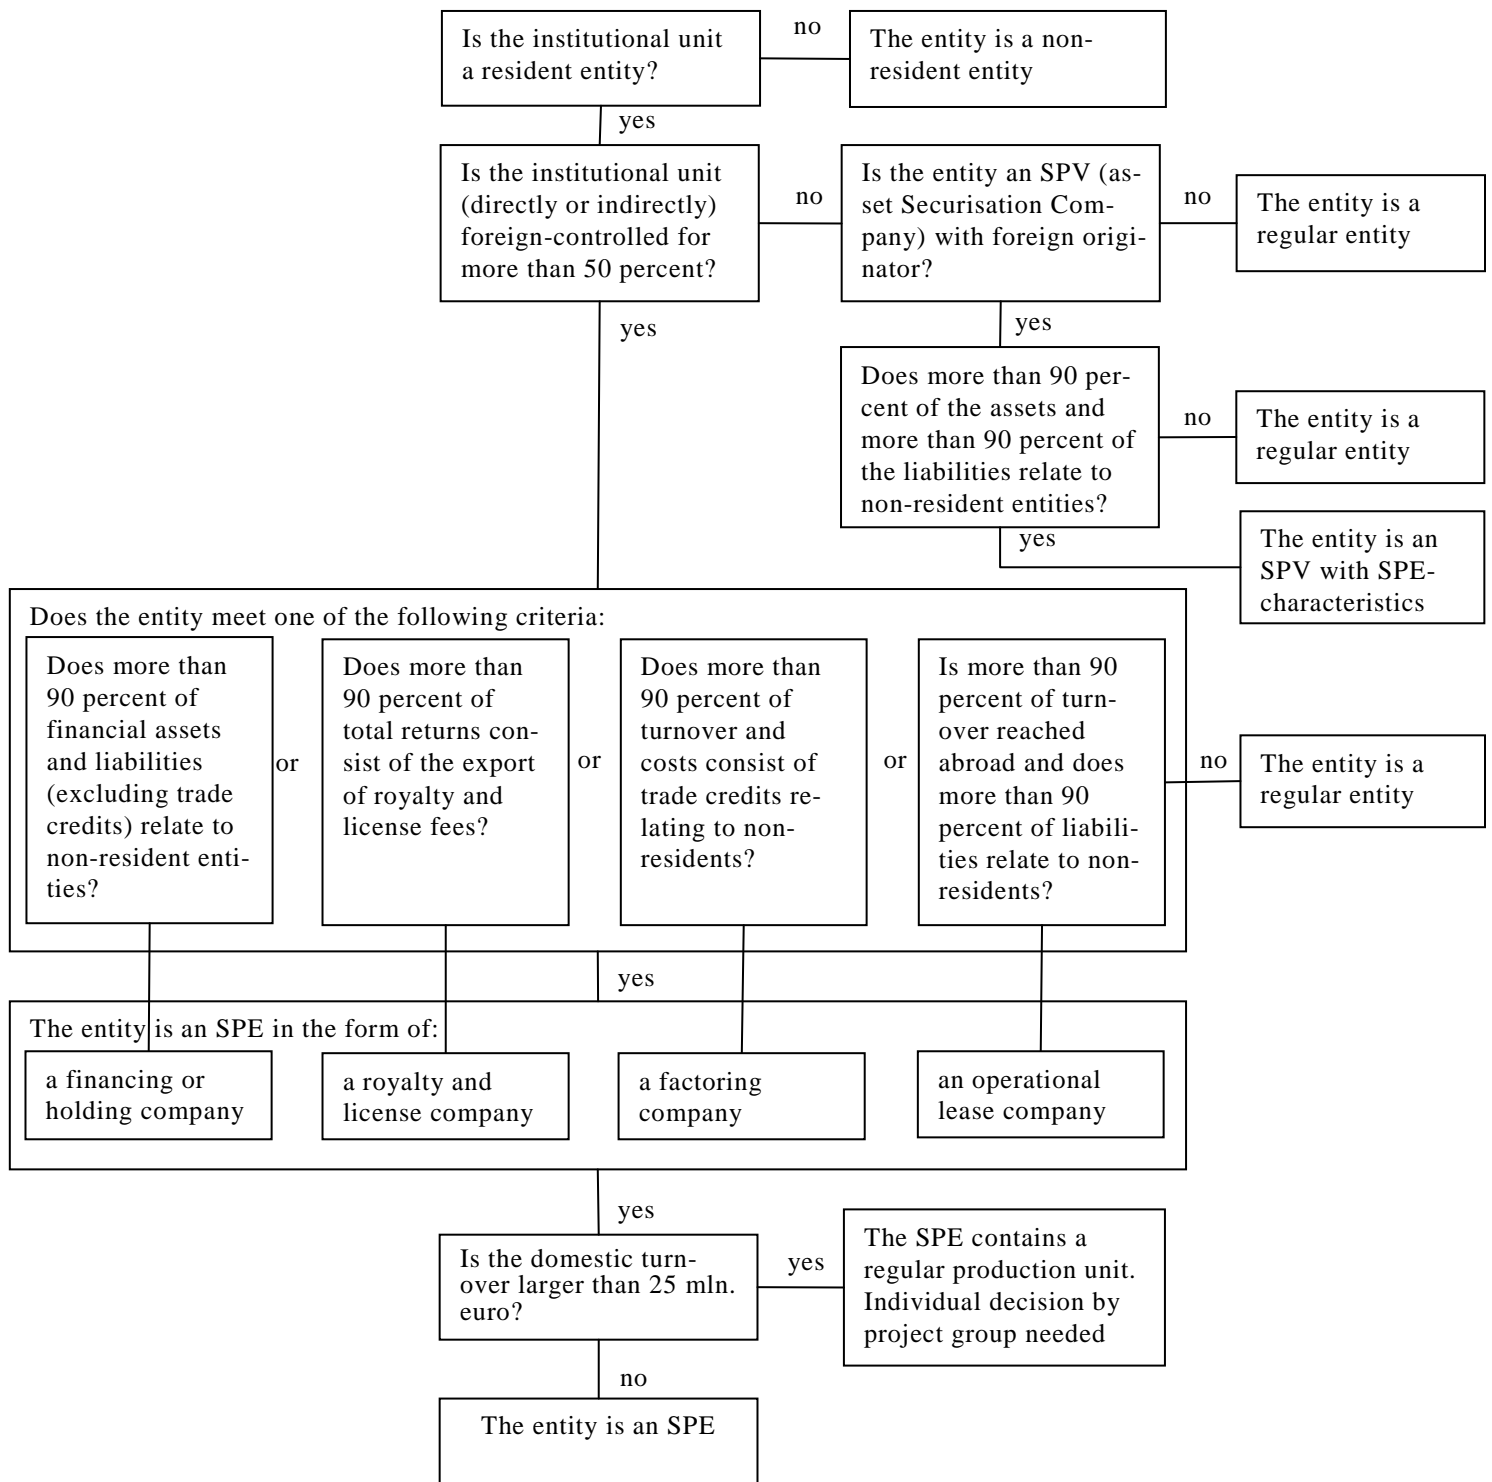 Is the institutional unit
a resident entity?
no
The entity is a non-
resident entity
yes
Is the institutional unit
(directly or indirectly)
foreign-controlled for
more than 50 percent?
no
Is the entity an SPV (as-
set Securisation Com-
pany) with foreign origi-
nator?
no
The entity is a
regular entity
yes
yes
Does more than 90 per-
cent of the assets and
more than 90 percent of
the liabilities relate to
non-resident entities?
no
The entity is a
regular entity
yes
The entity is an
SPV with SPE-
characteristics
Does the entity meet one of the following criteria:
Does more than
90 percent of
financial assets
and liabilities
(excluding trade
credits) relate to
non-resident enti-
ties?
or
Does more than
90 percent of
total returns con-
sist of the export
of royalty and
license fees?
or
Does more than
90 percent of
turnover and
costs consist of
trade credits re-
lating to non-
residents?
or
Is more than 90
percent of turn-
over reached
abroad and does
more than 90
percent of liabili-
ties relate to non-
residents?
no
The entity is a
regular entity
yes
The entity is an SPE in the form of:
a financing or
holding company
a royalty and
license company
a factoring
company
an operational
lease company
yes
Is the domestic turn-
over larger than 25 mln.
euro?
yes
The SPE contains a
regular production unit.
Individual decision by
project group needed
no
The entity is an SPE